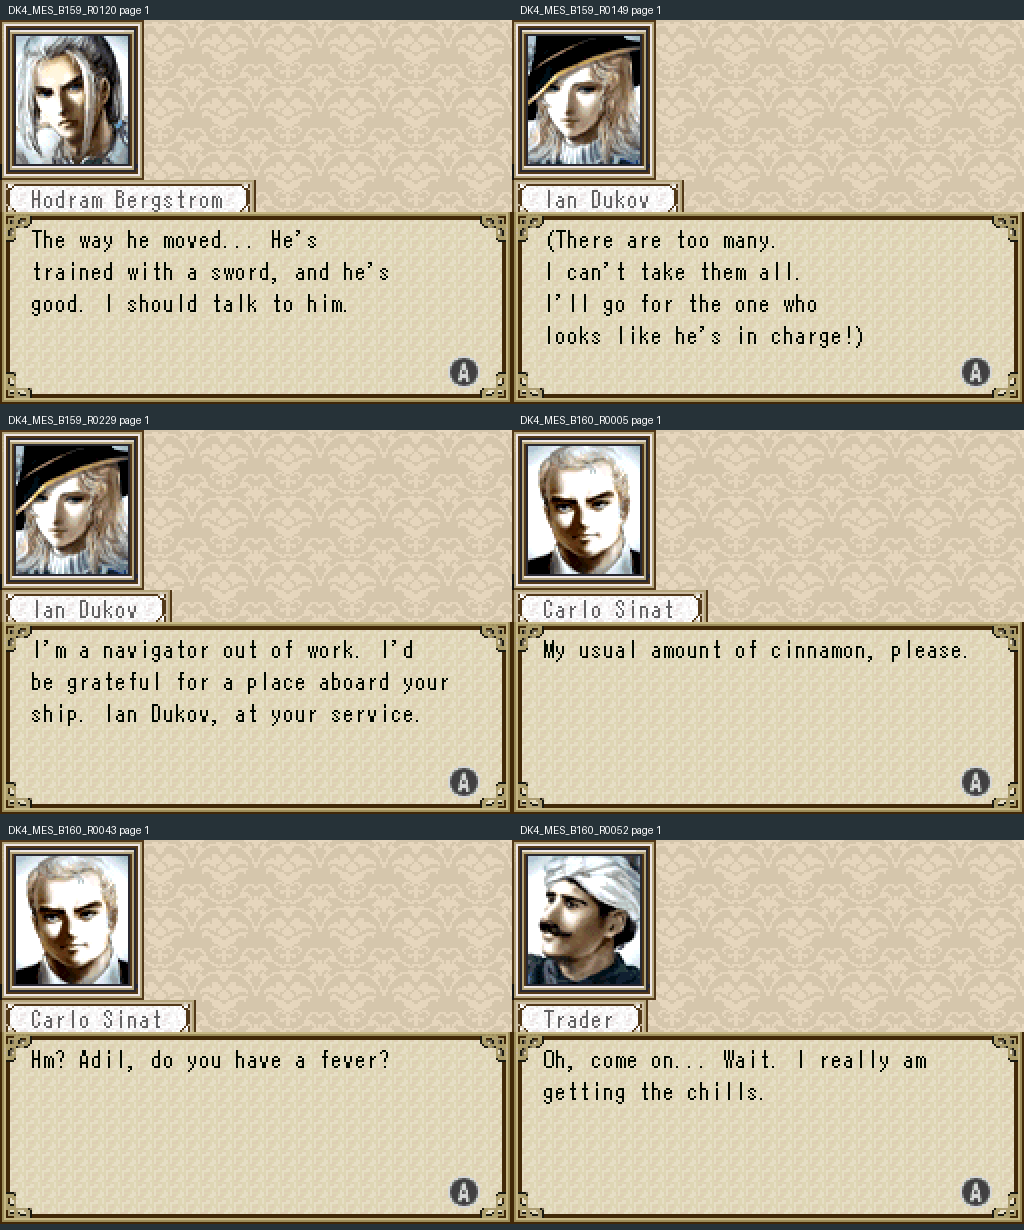 DK4_MES_B159_R0120 page 1
Hodram Bergstrom
The way he moved... He's
trained with a sword, and he's
good. I should talk to him.
A
DK4_MES_B159_R0149 page 1
Ian Dukov
(There are too many.
I can't take them all.
I'll go for the one who
looks like he's in charge!)
A
DK4_MES_B159_R0229 page 1
Ian Dukov
I'm a navigator out of work. I'd
be grateful for a place aboard your
ship. Ian Dukov, at your service.
A
DK4_MES_B160_R0005 page 1
Carlo Sinat
My usual amount of cinnamon, please.
A
DK4_MES_B160_R0043 page 1
Carlo Sinat
Hm? Adil, do you have a fever?
A
DK4_MES_B160_R0052 page 1
Trader
Oh, come on... Wait. I really am
getting the chills.
A